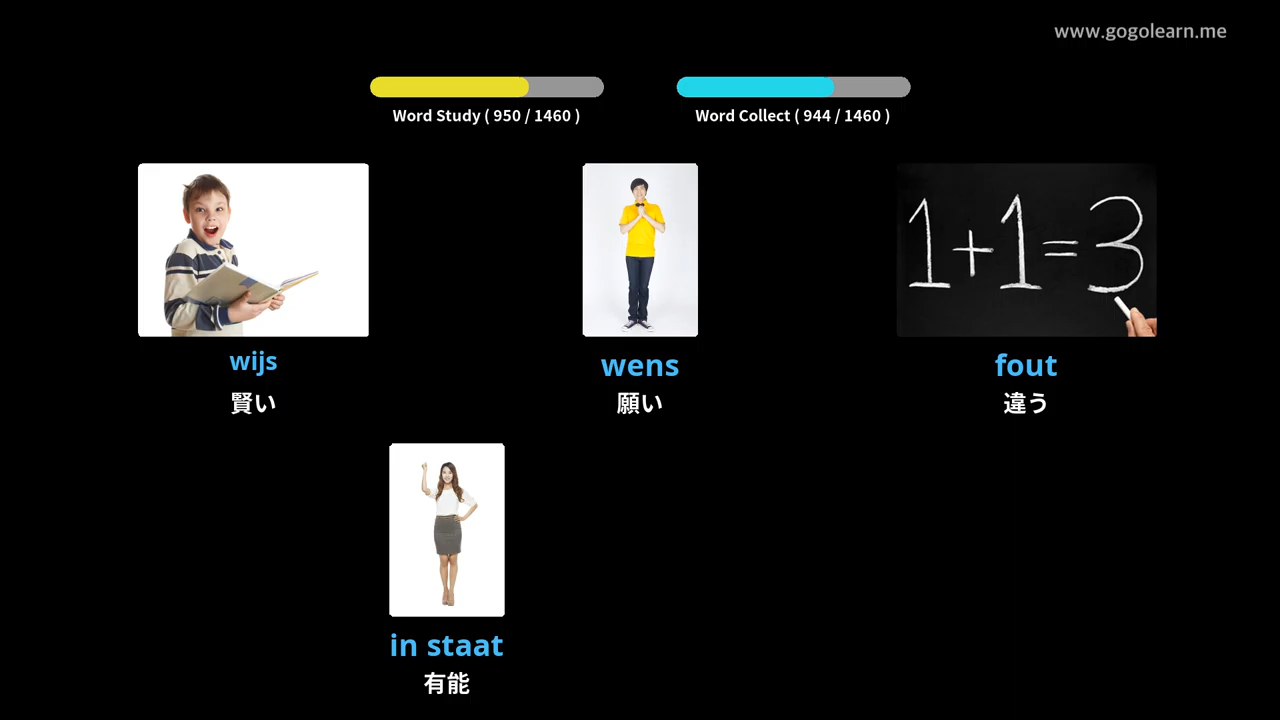 www.gogolearn.me
Word Study ( 950 / 1460 )
Word Collect ( 944 / 1460 )
1+1=3
wijs
wens
fout
賢い
願い
違う
in staat
有能